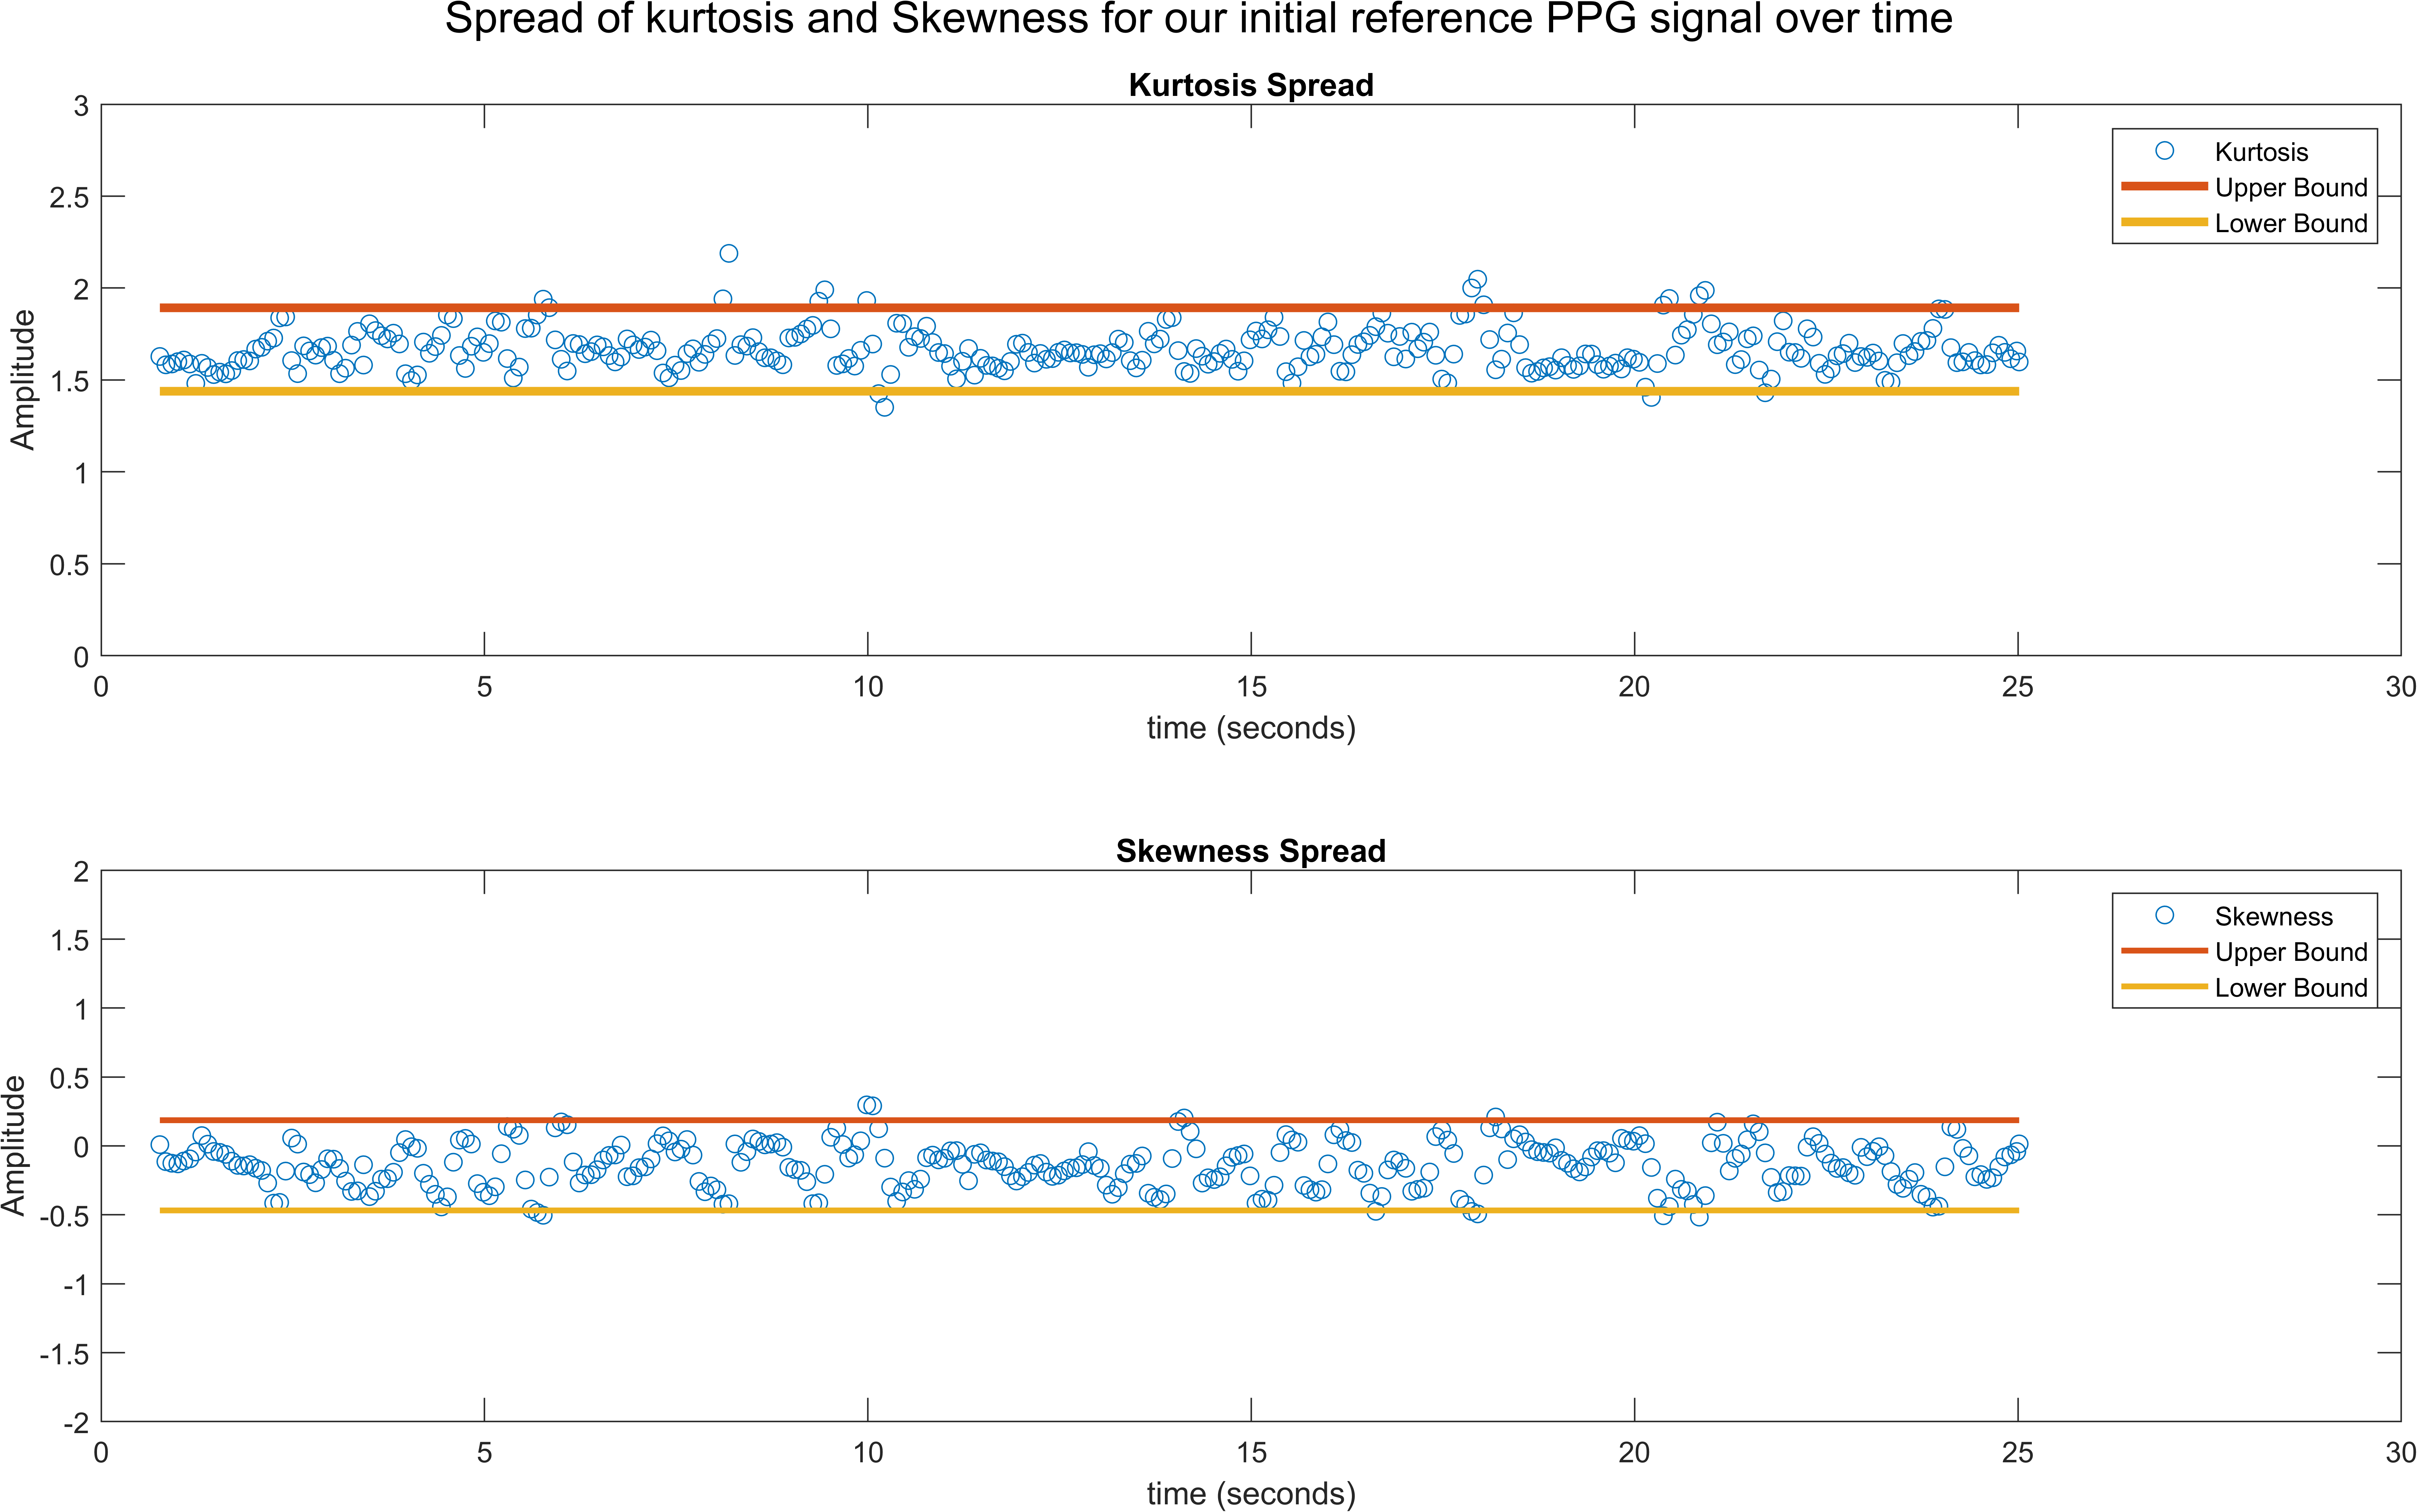 Spread of kurtosis and Skewness for our initial reference PPG signal over time
Kurtosis Spread
3
2.5
2
1.5
1
0.5
0
Amplitude
Kurtosis
Upper Bound
Lower Bound
0 5 10 15 20 25 30
time (seconds)
Skewness Spread
2
1.5
1
0.5
0
-0.5
-1
-1.5
-2
Amplitude
Skewness
Upper Bound
Lower Bound
0 5 10 15 20 25 30
time (seconds)